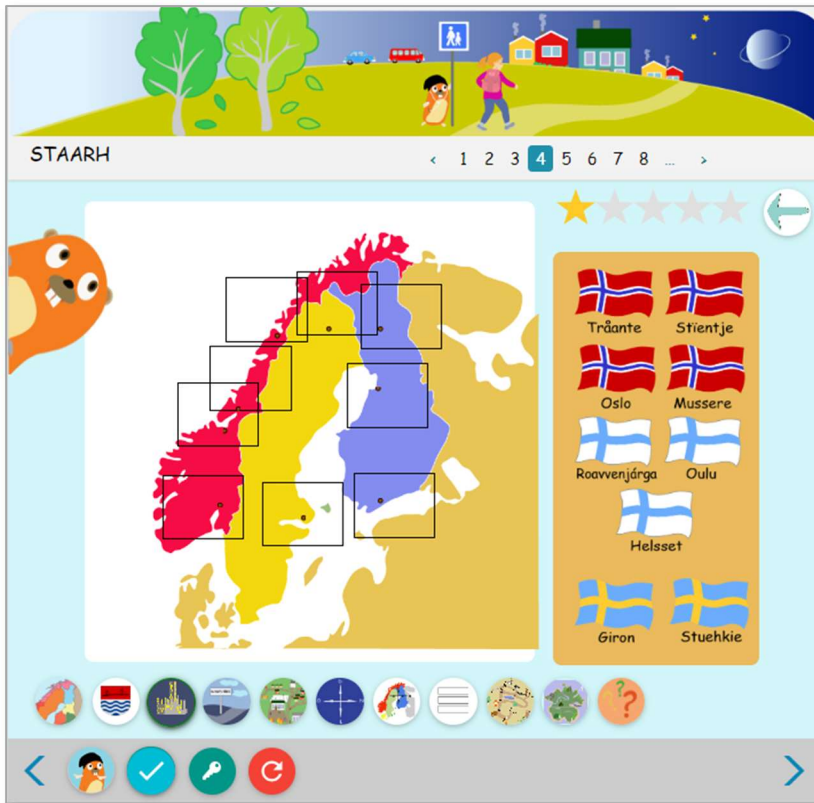 STAARH
‹ 1 2 3 4 5 6 7 8 ... ›
Tråante Stïentje
Oslo Mussere
Roavvenjárga Oulu
Helsset
Giron Stuehkie